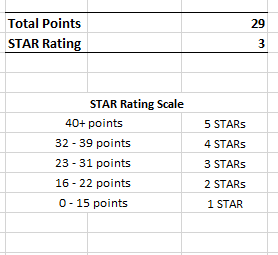 Total Points 29
STAR Rating 3
STAR Rating Scale
40+ points 5 STARs
32 - 39 points 4 STARs
23 - 31 points 3 STARs
16 - 22 points 2 STARs
0 - 15 points 1 STAR